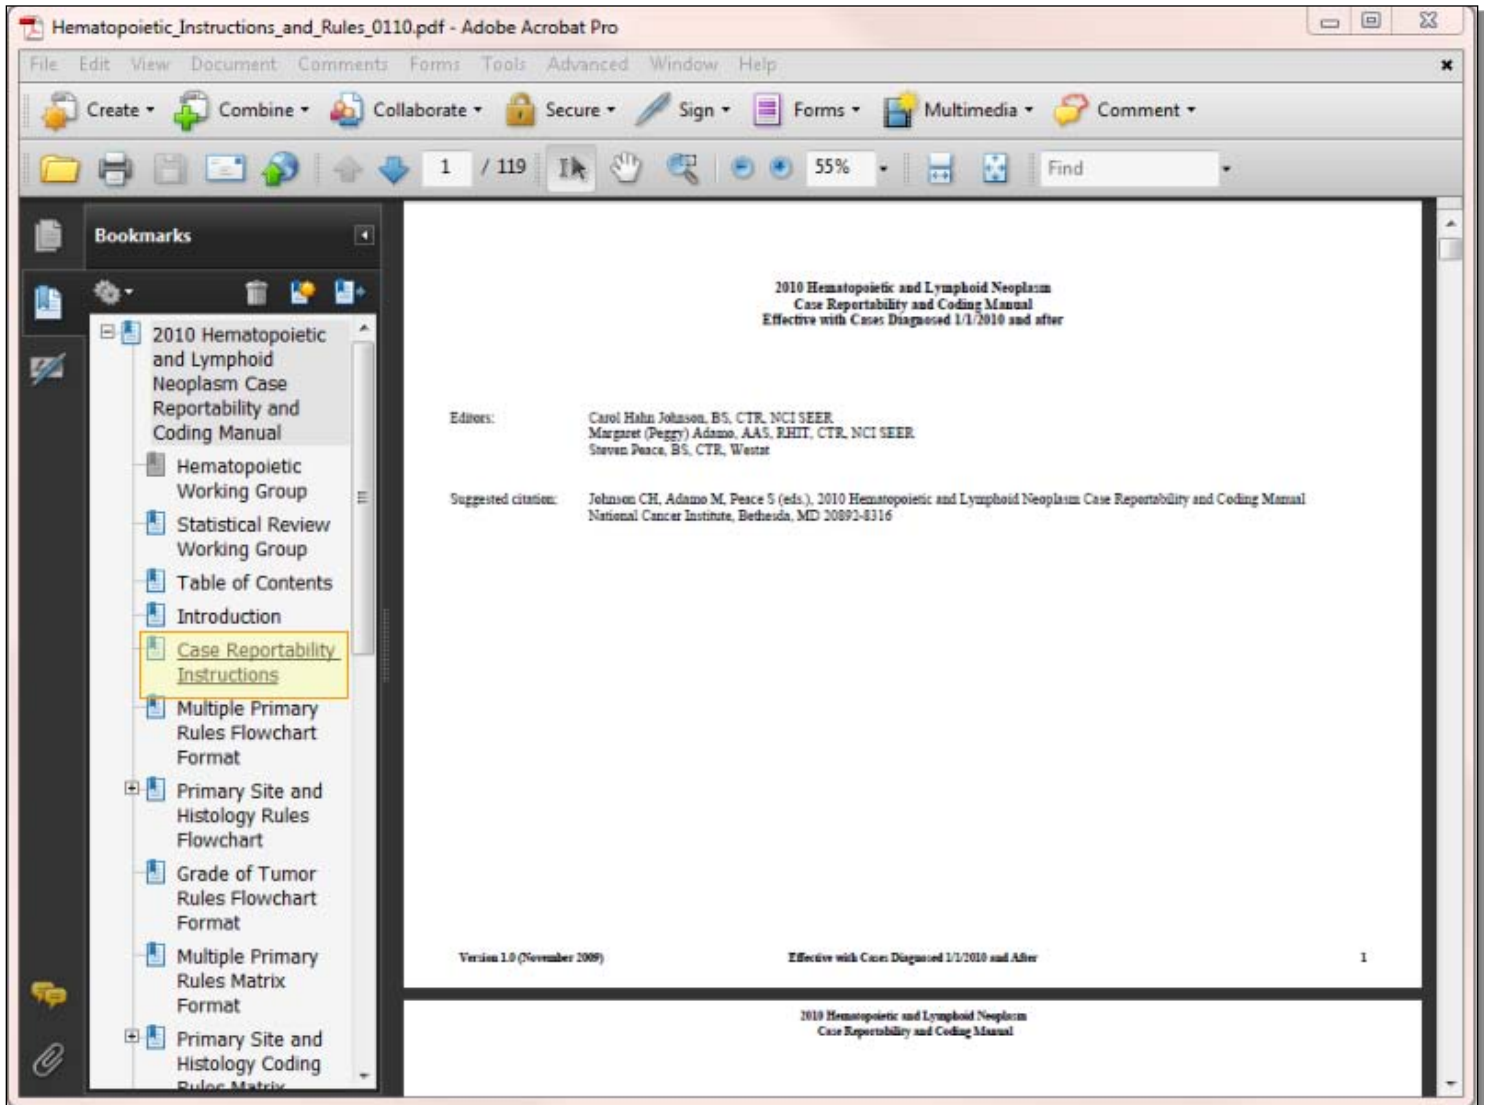 Hematopoietic_Instructions_and_Rules_0110.pdf - Adobe Acrobat Pro
File Edit View Document Comments Forms Tools Advanced Window Help
Create Combine Collaborate Secure Sign Forms Multimedia Comment
1 / 119 55% Find
Bookmarks
2010 Hematopoietic
and Lymphoid
Neoplasm Case
Reportability and
Coding Manual
Hematopoietic
Working Group
Statistical Review
Working Group
Table of Contents
Introduction
Case Reportability
Instructions
Multiple Primary
Rules Flowchart
Format
Primary Site and
Histology Rules
Flowchart
Grade of Tumor
Rules Flowchart
Format
Multiple Primary
Rules Matrix
Format
Primary Site and
Histology Coding
Rules Matrix
2010 Hematopoietic and Lymphoid Neoplasm
Case Reportability and Coding Manual
Effective with Cases Diagnosed 1/1/2010 and after
Editors: Carol Hahn Johnson, BS, CTR, NCI SEER
Margaret (Peggy) Adamo, AAS, RHIT, CTR, NCI SEER
Steven Peace, BS, CTR, Westat
Suggested citation: Johnson CH, Adamo M, Peace S (eds.), 2010 Hematopoietic and Lymphoid Neoplasm Case Reportability and Coding Manual
National Cancer Institute, Bethesda, MD 20892-8316
Version 1.0 (November 2009) Effective with Cases Diagnosed 1/1/2010 and After 1
2010 Hematopoietic and Lymphoid Neoplasm
Case Reportability and Coding Manual